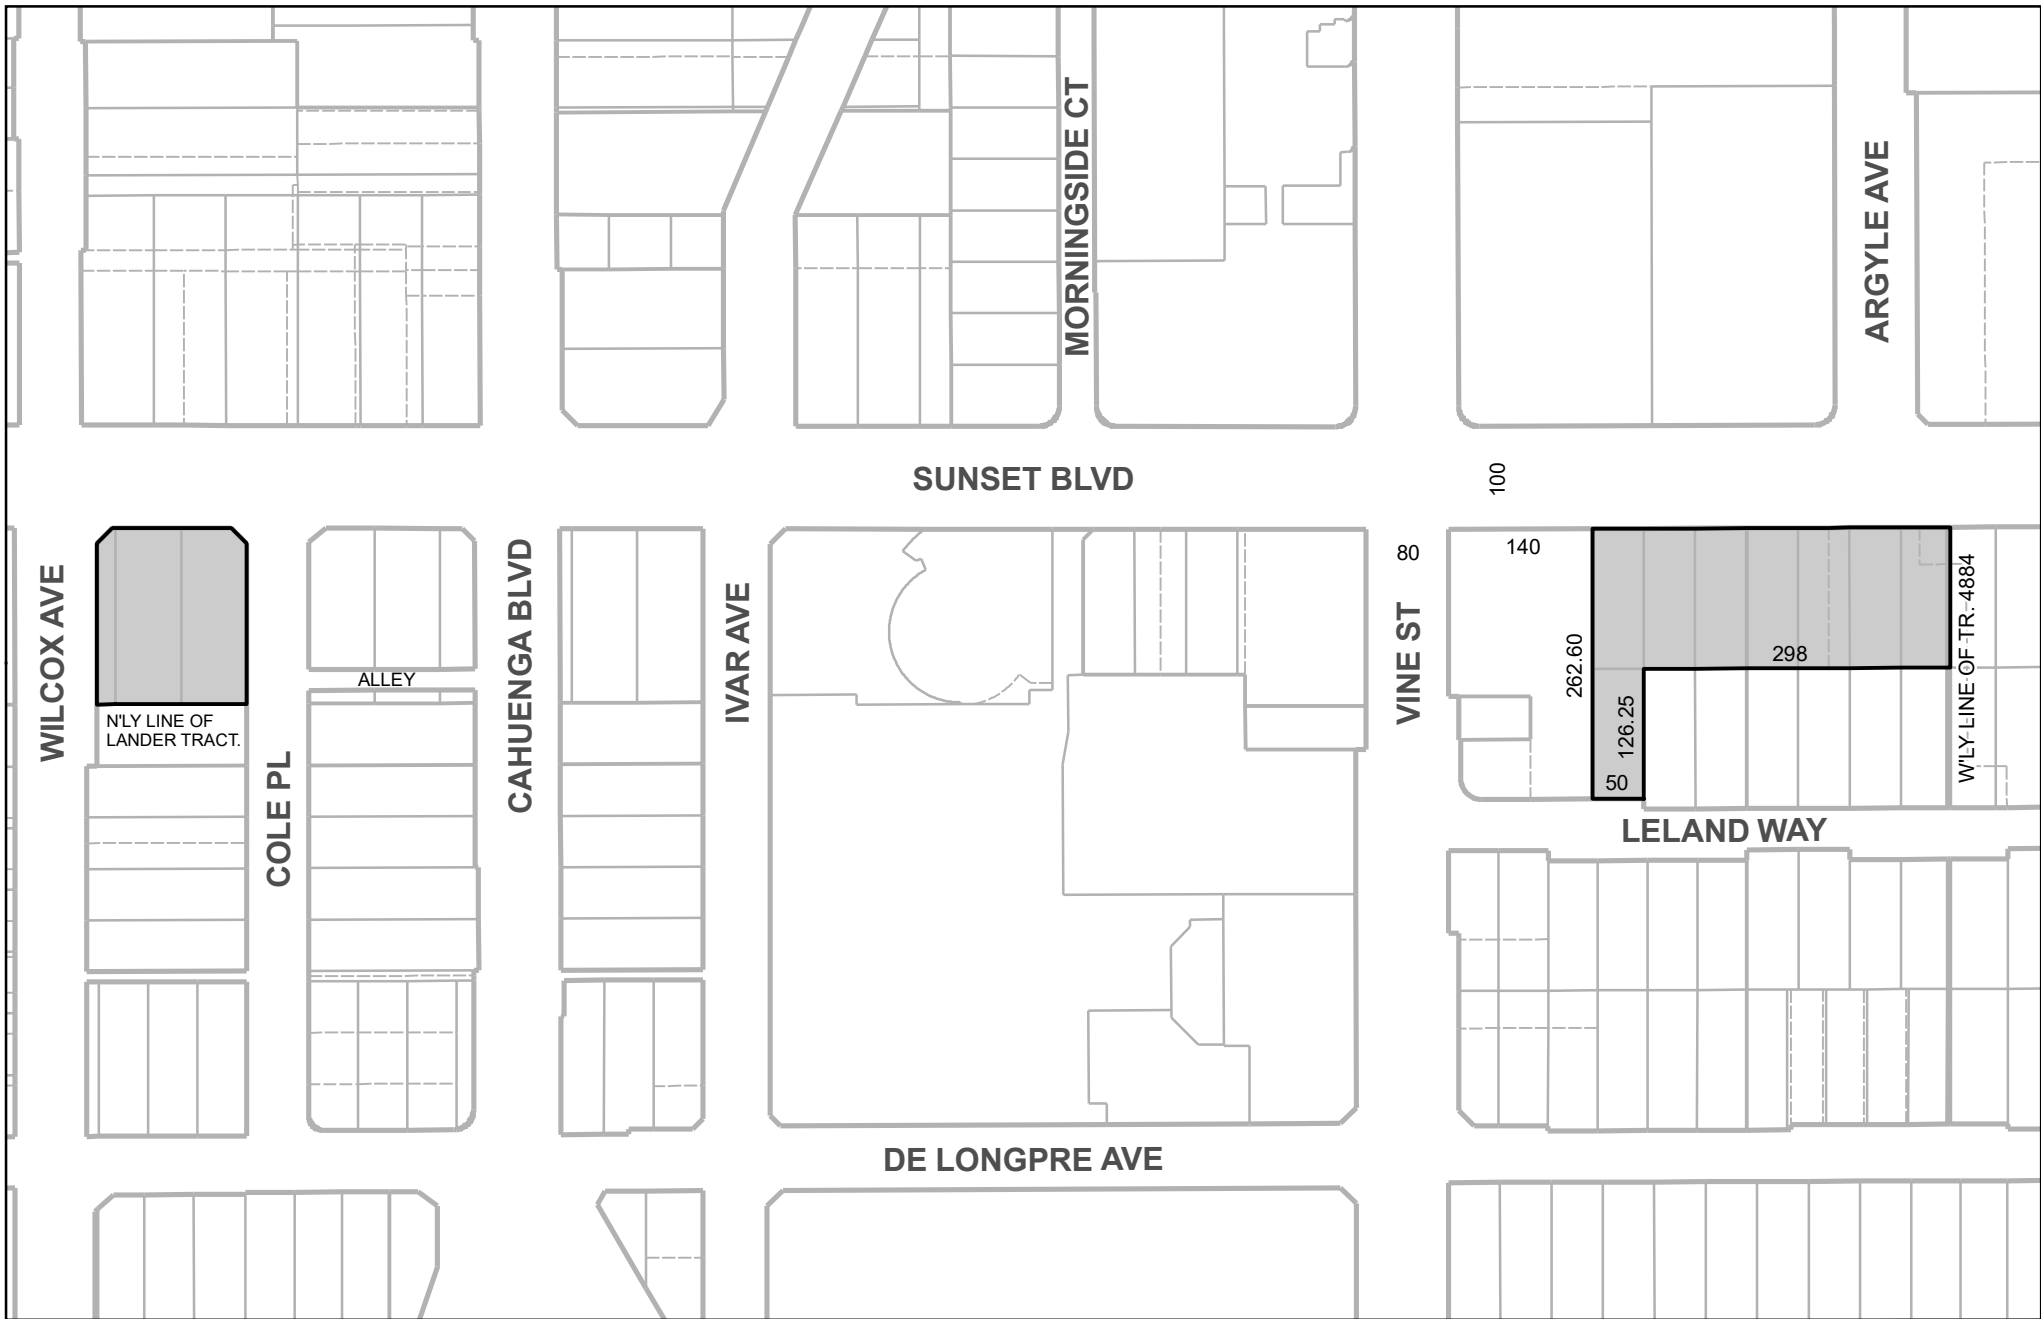 MORNINGSIDE CT
ARGYLE AVE
SUNSET BLVD
100
WILCOX AVE
N'LY LINE OF
LANDER TRACT.
COLE PL
ALLEY
CAHUENGA BLVD
IVAR AVE
80
VINE ST
140
262.60
126.25
50
298
W'LY LINE OF TR. 4884
LELAND WAY
DE LONGPRE AVE